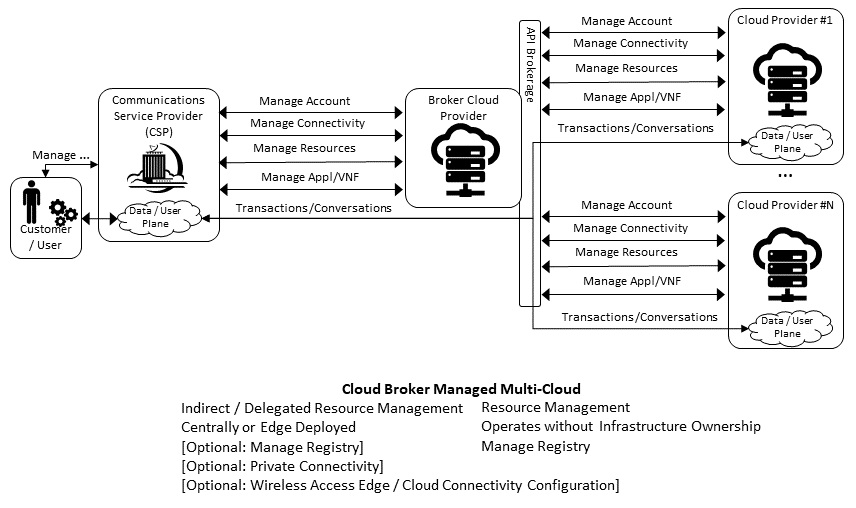 Customer
/ User
Manage ...
Communications
Service Provider
(CSP)
Data / User
Plane
Manage Account
Manage Connectivity
Manage Resources
Manage Appl/VNF
Transactions/Conversations
Broker Cloud
Provider
API Brokerage
Manage Account
Manage Connectivity
Manage Resources
Manage Appl/VNF
Transactions/Conversations
Cloud Provider #1
Data / User
Plane
...
Manage Account
Manage Connectivity
Manage Resources
Manage Appl/VNF
Transactions/Conversations
Cloud Provider #N
Data / User
Plane
Cloud Broker Managed Multi-Cloud
Indirect / Delegated Resource Management
Centrally or Edge Deployed
[Optional: Manage Registry]
[Optional: Private Connectivity]
[Optional: Wireless Access Edge / Cloud Connectivity Configuration]
Resource Management
Operates without Infrastructure Ownership
Manage Registry